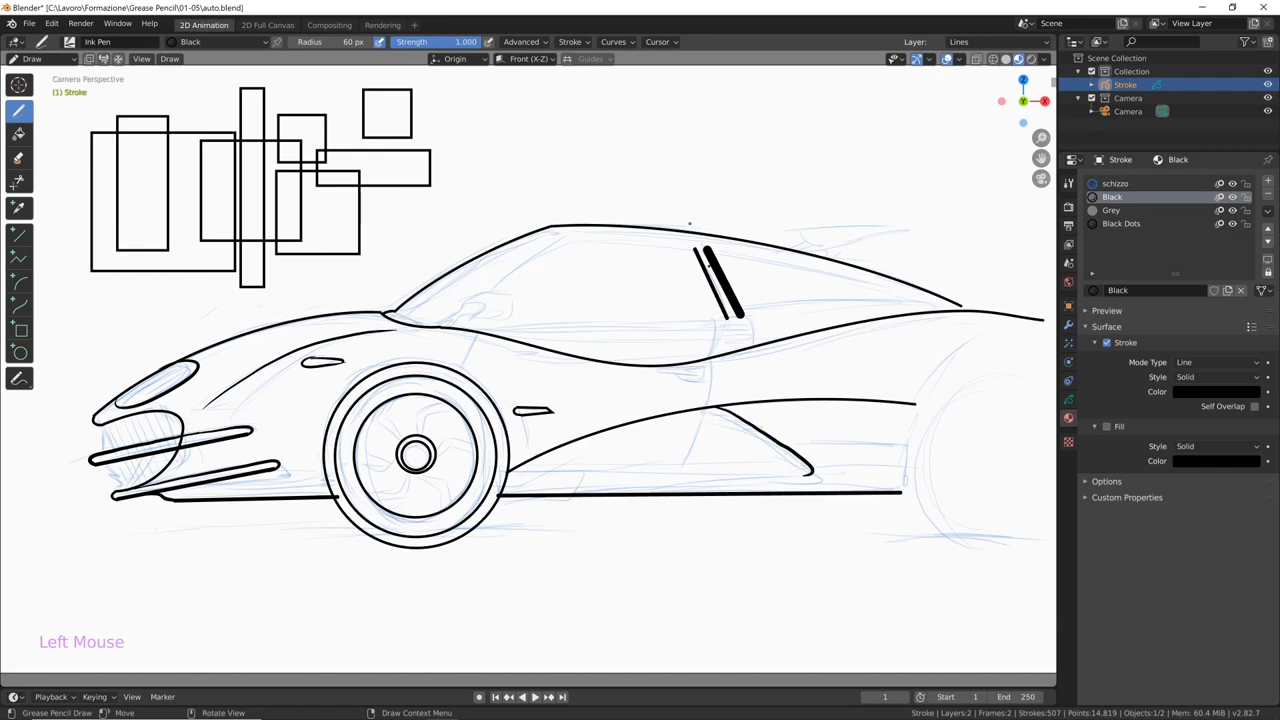 Blender* [C:\Lavoro\Formazione\Grease Pencil\01-05\auto.blend]
File Edit Render Window Help 2D Animation 2D Full Canvas Compositing Rendering Scene View Layer
Ink Pen Black Radius 60 px Strength 1.000 Advanced Stroke Curves Cursor Layer: Lines
Draw View Draw Origin Front (X-Z) Guides
Camera Perspective
(1) Stroke
Z
Y
X
Scene Collection
Collection
Stroke
Camera
Camera
Stroke Black
schizzo
Black
Grey
Black Dots
Black
Preview
Surface
Stroke
Mode Type Line
Style Solid
Color
Self Overlap
Fill
Style Solid
Color
Options
Custom Properties
Left Mouse
Playback Keying View Marker 1 Start 1 End 250
Grease Pencil Draw Move Rotate View Draw Context Menu Stroke | Layers:2 | Frames:2 | Strokes:507 | Points:14,819 | Objects:1/2 | Mem: 60.4 MiB | v2.82.7